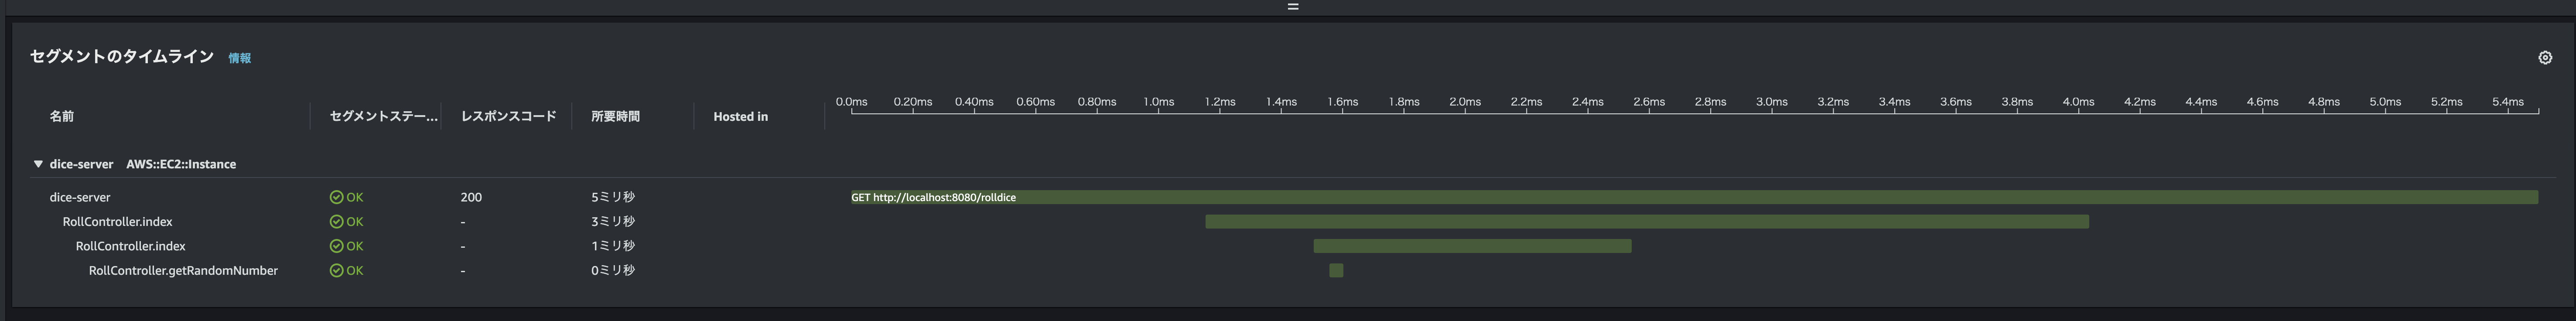 セグメントのタイムライン 情報
名前 セグメントステー... レスポンスコード 所要時間 Hosted in 0.0ms 0.20ms 0.40ms 0.60ms 0.80ms 1.0ms 1.2ms 1.4ms 1.6ms 1.8ms 2.0ms 2.2ms 2.4ms 2.6ms 2.8ms 3.0ms 3.2ms 3.4ms 3.6ms 3.8ms 4.0ms 4.2ms 4.4ms 4.6ms 4.8ms 5.0ms 5.2ms 5.4ms
dice-server AWS::EC2::Instance
dice-server OK 200 5ミリ秒 GET http://localhost:8080/rolldice
RollController.index OK - 3ミリ秒
RollController.index OK - 1ミリ秒
RollController.getRandomNumber OK - 0ミリ秒